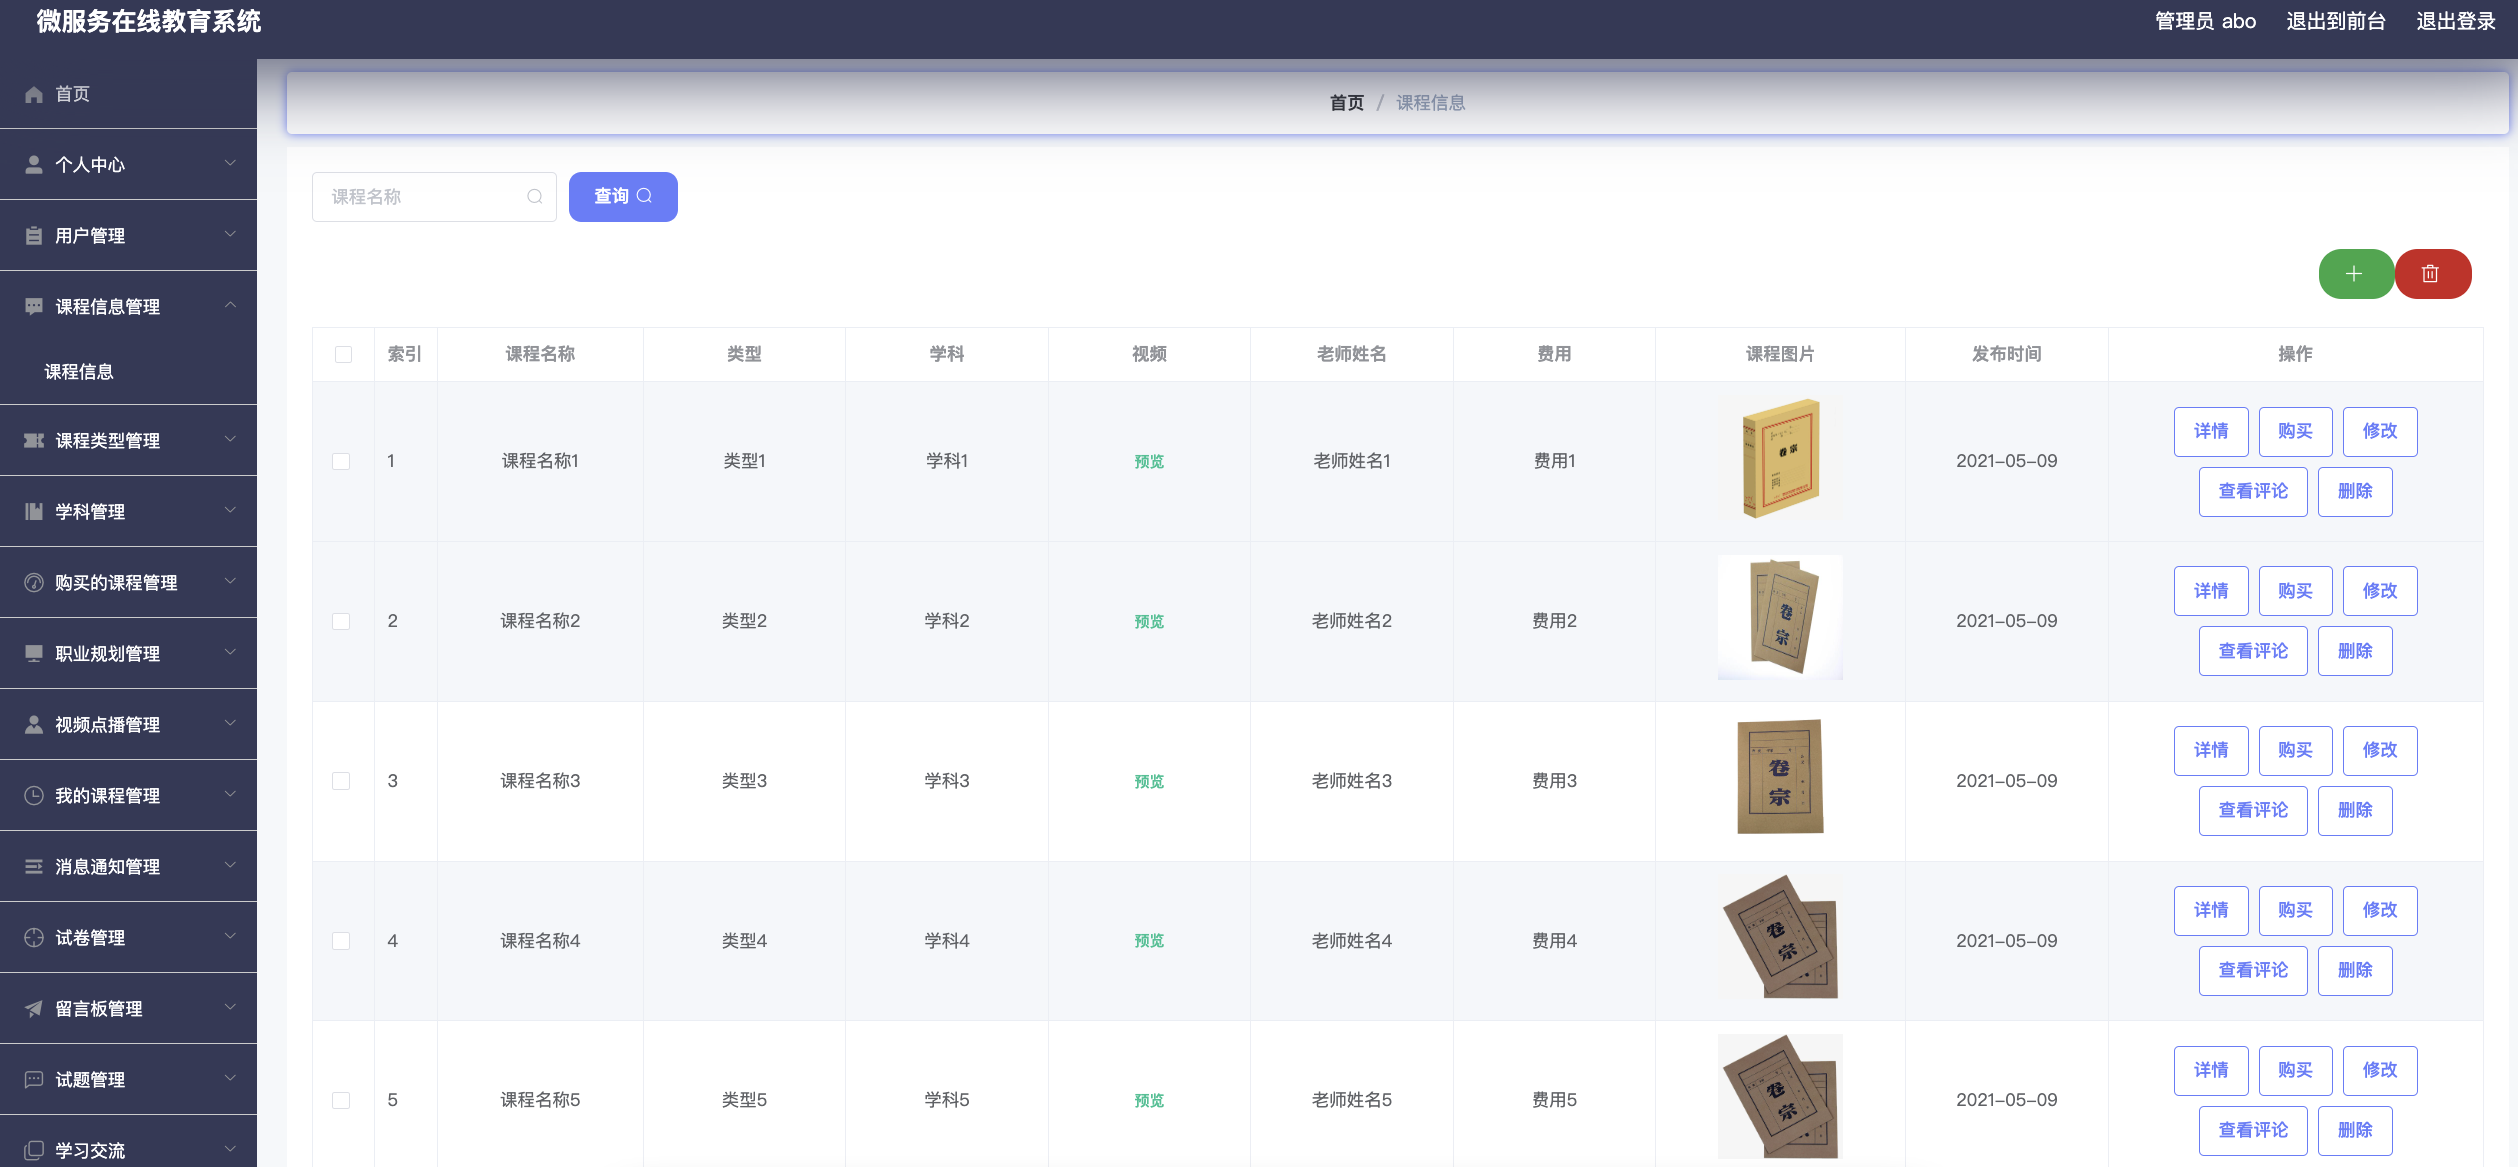 微服务在线教育系统
管理员 abo 退出到前台 退出登录
首页
个人中心
用户管理
课程信息管理
课程信息
课程类型管理
学科管理
购买的课程管理
职业规划管理
视频点播管理
我的课程管理
消息通知管理
试卷管理
留言板管理
试题管理
学习交流
首页 / 课程信息
课程名称 查询
索引 课程名称 类型 学科 视频 老师姓名 费用 课程图片 发布时间 操作
1 课程名称1 类型1 学科1 预览 老师姓名1 费用1 卷宗 2021-05-09 详情 购买 修改
查看评论 删除
2 课程名称2 类型2 学科2 预览 老师姓名2 费用2 卷宗 2021-05-09 详情 购买 修改
查看评论 删除
3 课程名称3 类型3 学科3 预览 老师姓名3 费用3 卷宗 2021-05-09 详情 购买 修改
查看评论 删除
4 课程名称4 类型4 学科4 预览 老师姓名4 费用4 卷宗 2021-05-09 详情 购买 修改
查看评论 删除
5 课程名称5 类型5 学科5 预览 老师姓名5 费用5 卷宗 2021-05-09 详情 购买 修改
查看评论 删除